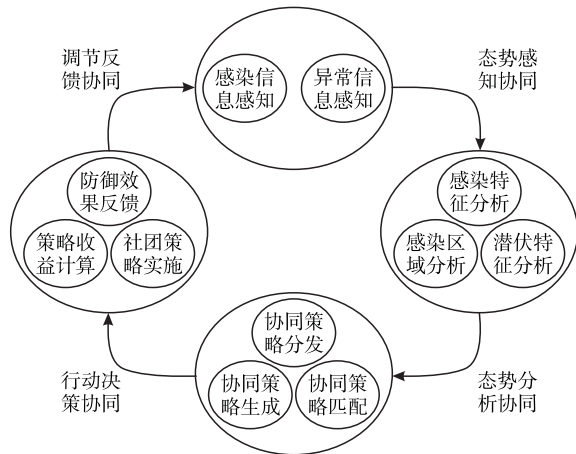 调节反
馈协同
感染信
息感知
异常信
息感知
态势感
知协同
防御效
果反馈
策略收
益计算
社团策
略实施
感染特
征分析
感染区
域分析
潜伏特
征分析
行动决
策协同
协同策
略分发
协同策
略生成
协同策
略匹配
态势分
析协同